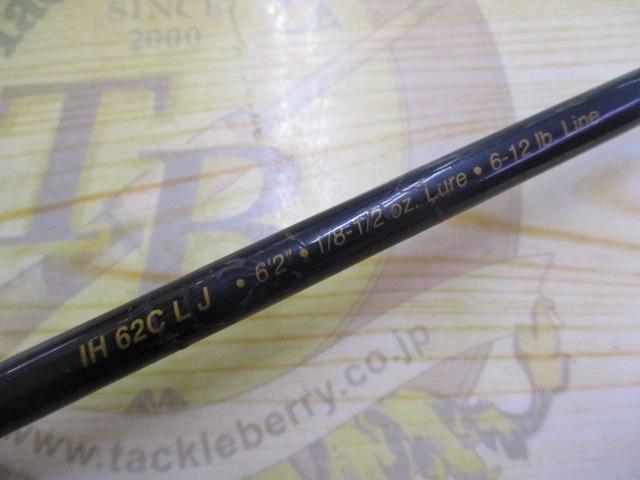 SINCE
2000
TB
IH 62C L J • 6'2" • 1/8-1/2 oz. Lure • 6-12 lb. Line
www.tackleberry.co.jp